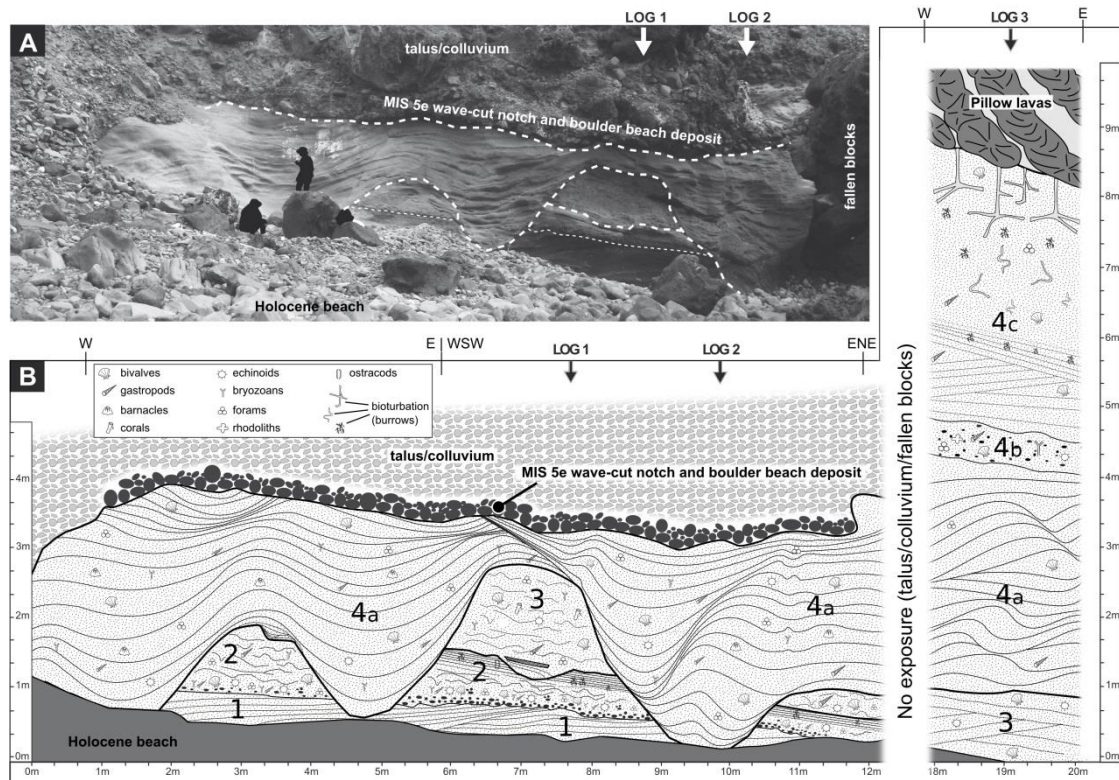 A
talus/colluvium
LOG 1
LOG 2
MIS 5e wave-cut notch and boulder beach deposit
fallen blocks
Holocene beach
W
LOG 3
E
Pillow lavas
9m
8m
7m
6m
5m
4m
3m
2m
1m
0m
4c
4b
4a
3
18m
19m
20m
No exposure (talus/colluvium/fallen blocks)
B
W
E
WSW
LOG 1
LOG 2
ENE
bivalves
gastropods
barnacles
corals
echinoids
bryozoans
forams
rhodoliths
ostracods
bioturbation
(burrows)
talus/colluvium
MIS 5e wave-cut notch and boulder beach deposit
4m
3m
2m
1m
0m
4a
3
4a
2
2
1
1
Holocene beach
0m
1m
2m
3m
4m
5m
6m
7m
8m
9m
10m
11m
12m